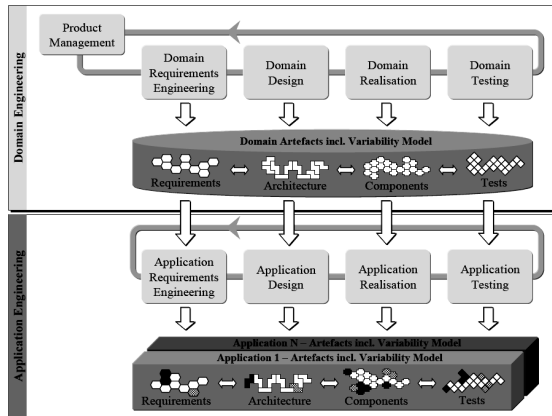 Domain Engineering
Product
Management
Domain
Requirements
Engineering
Domain
Design
Domain
Realisation
Domain
Testing
Domain Artefacts incl. Variability Model
Requirements
Architecture
Components
Tests
Application Engineering
Application
Requirements
Engineering
Application
Design
Application
Realisation
Application
Testing
Application N – Artefacts incl. Variability Model
Application 1 – Artefacts incl. Variability Model
Requirements
Architecture
Components
Tests